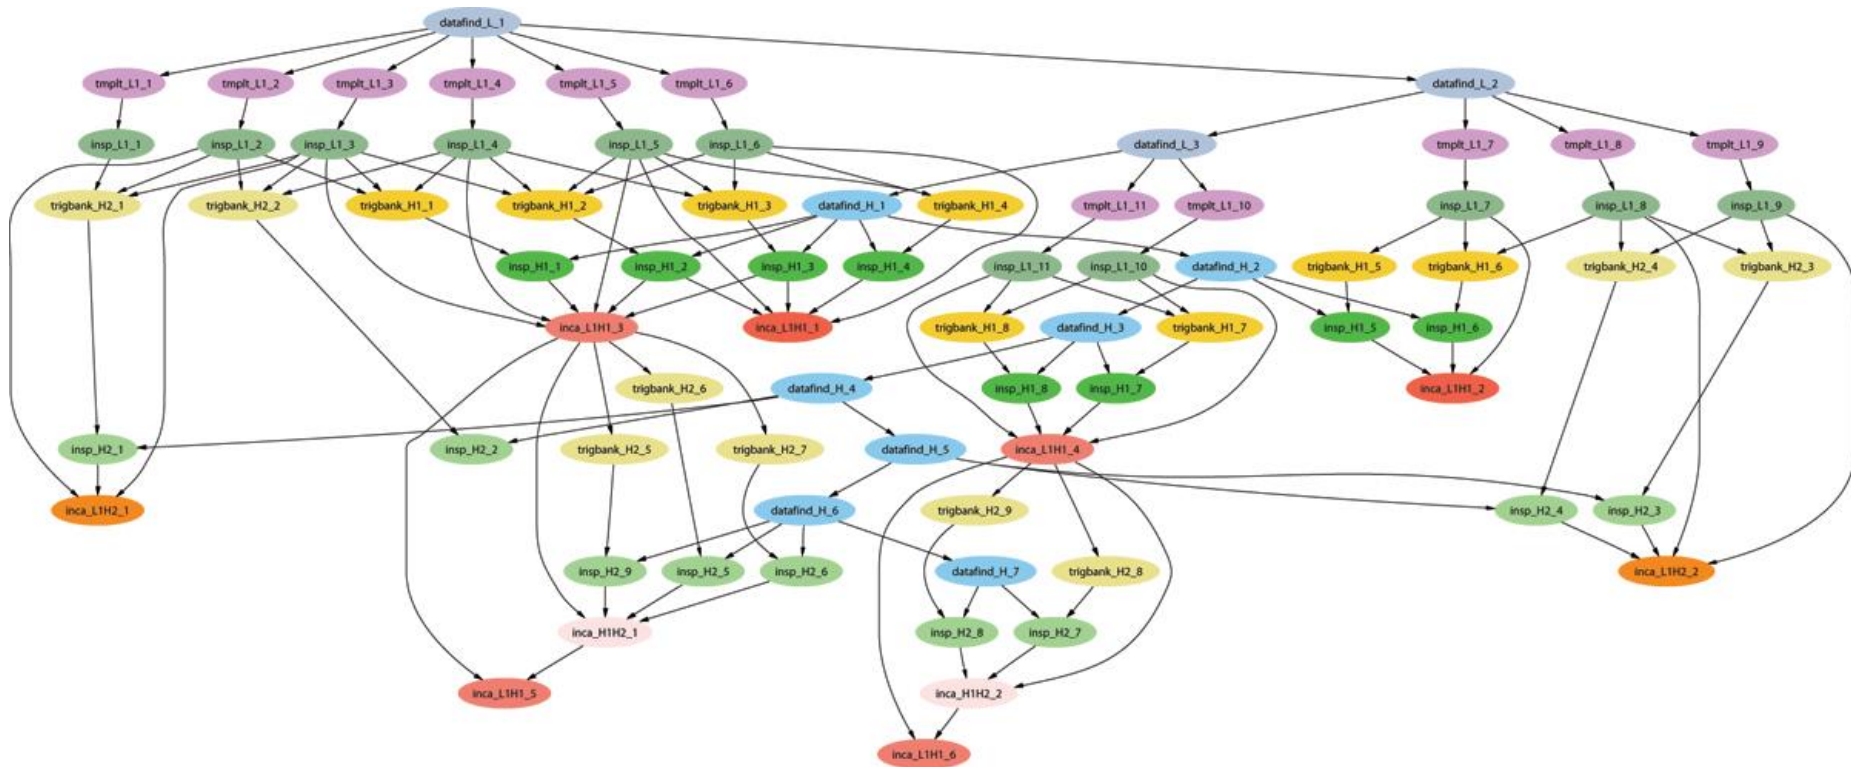 datafind_L_1
tmplt_L1_1 tmplt_L1_2 tmplt_L1_3 tmplt_L1_4 tmplt_L1_5 tmplt_L1_6 datafind_L_2
insp_L1_1 insp_L1_2 insp_L1_3 insp_L1_4 insp_L1_5 insp_L1_6 datafind_L_3 tmplt_L1_7 tmplt_L1_8 tmplt_L1_9
trigbank_H2_1 trigbank_H2_2 trigbank_H1_1 trigbank_H1_2 trigbank_H1_3 datafind_H_1 trigbank_H1_4 tmplt_L1_11 tmplt_L1_10 insp_L1_7 insp_L1_8 insp_L1_9
insp_H1_1 insp_H1_2 insp_H1_3 insp_H1_4 insp_L1_11 insp_L1_10 datafind_H_2 trigbank_H1_5 trigbank_H1_6 trigbank_H2_4 trigbank_H2_3
inca_L1H1_3 inca_L1H1_1 trigbank_H1_8 datafind_H_3 trigbank_H1_7 insp_H1_5 insp_H1_6
trigbank_H2_6 datafind_H_4 insp_H1_8 insp_H1_7 inca_L1H1_2
insp_H2_1 insp_H2_2 trigbank_H2_5 trigbank_H2_7 datafind_H_5 inca_L1H1_4
inca_L1H2_1 datafind_H_6 trigbank_H2_9 insp_H2_4 insp_H2_3
insp_H2_9 insp_H2_5 insp_H2_6 datafind_H_7 trigbank_H2_8 inca_L1H2_2
inca_H1H2_1 insp_H2_8 insp_H2_7
inca_L1H1_5 inca_H1H2_2
inca_L1H1_6